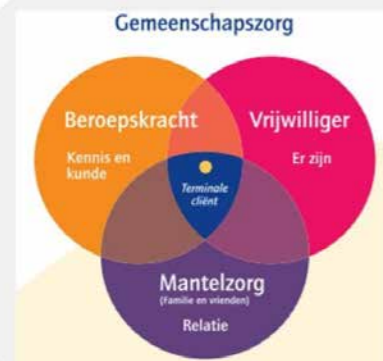 Gemeenschapszorg
Beroepskracht
Vrijwilliger
Kennis en
kunde
Er zijn
Terminale
cliënt
Mantelzorg
(Familie en vrienden)
Relatie